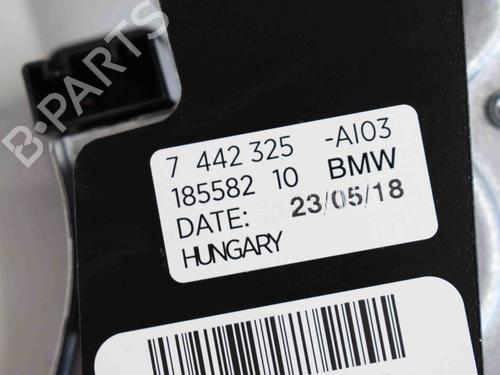 B-PARTS
7 442 325 -AI03
185582 10 BMW
DATE: 23/05/18
HUNGARY